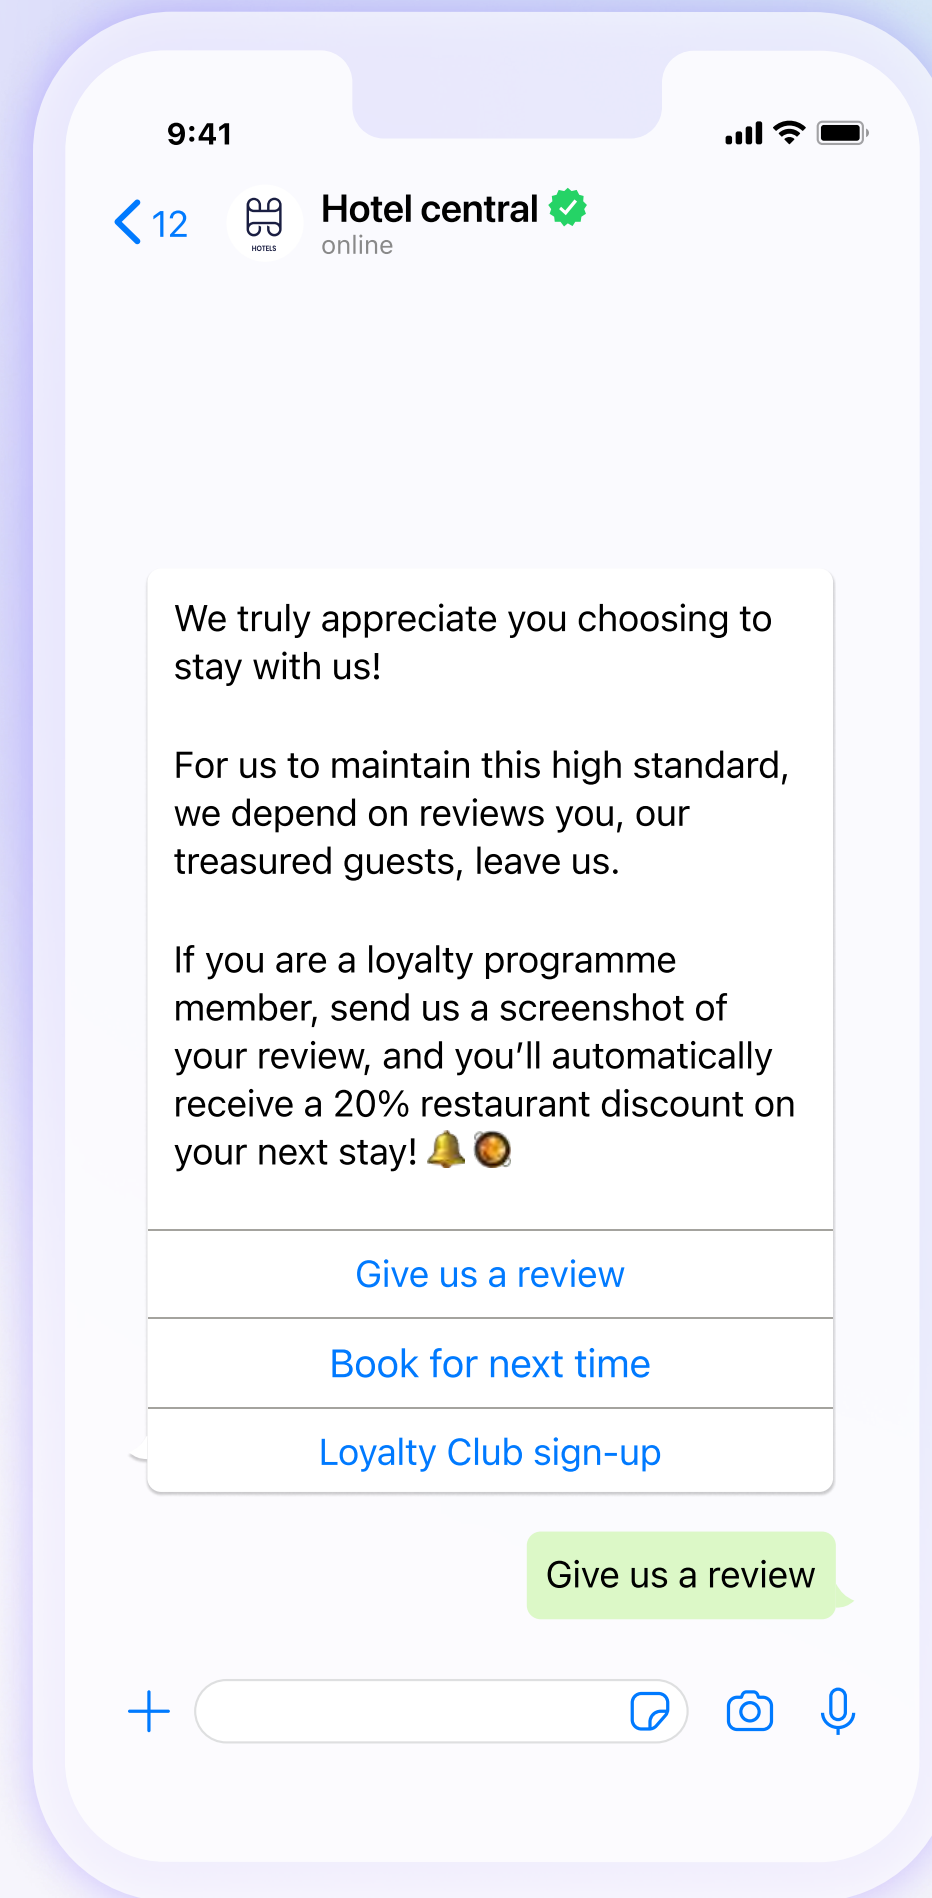 9:41
12
HOTELS
Hotel central
online
We truly appreciate you choosing to
stay with us!
For us to maintain this high standard,
we depend on reviews you, our
treasured guests, leave us.
If you are a loyalty programme
member, send us a screenshot of
your review, and you’ll automatically
receive a 20% restaurant discount on
your next stay! 🔔🥘
Give us a review
Book for next time
Loyalty Club sign-up
Give us a review